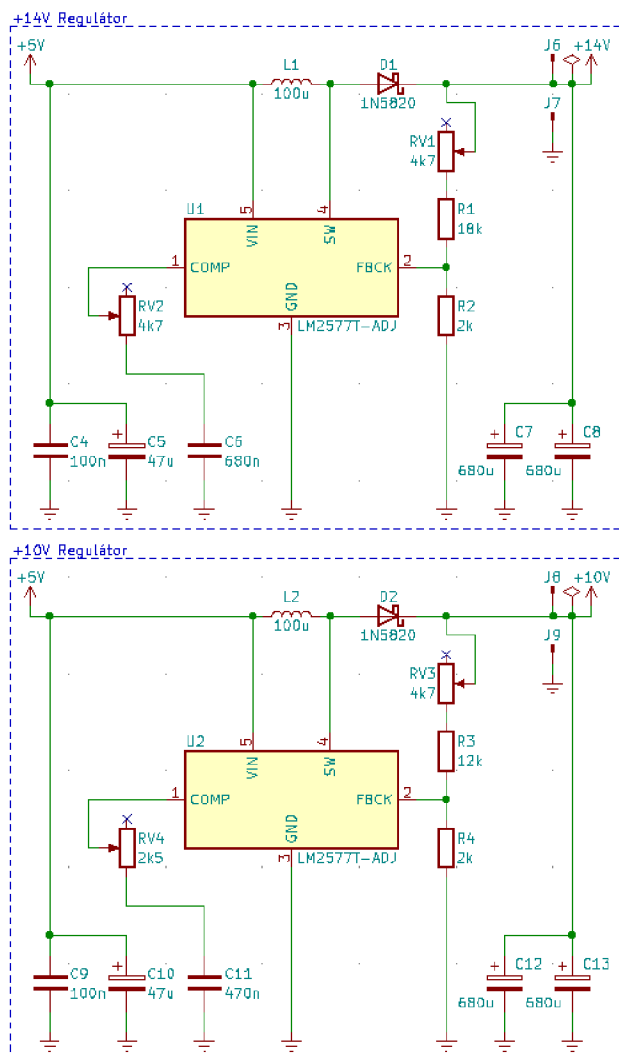 +14V Regulátor
+5V
L1
100u
D1
1N5820
J6
+14V
J7
RV1
4k7
R1
18k
U1
5
VIN
4
SW
1
COMP
FBCK
2
GND
3
LM2577T-ADJ
RV2
4k7
R2
2k
C4
100n
C5
47u
C6
680n
C7
680u
C8
680u
+10V Regulátor
+5V
L2
100u
D2
1N5820
J8
+10V
J9
RV3
4k7
R3
12k
U2
5
VIN
4
SW
1
COMP
FBCK
2
GND
3
LM2577T-ADJ
RV4
2k5
R4
2k
C9
100n
C10
47u
C11
470n
C12
680u
C13
680u